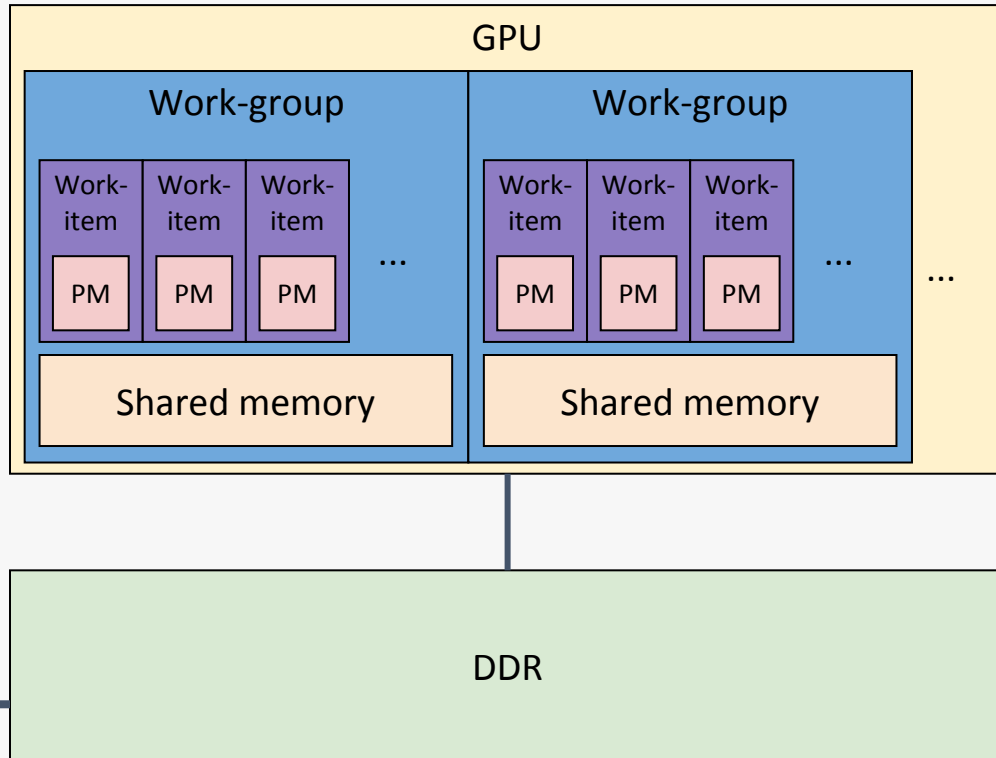 GPU
Work-group
Work-group
Work-
item
Work-
item
Work-
item
PM
PM
PM
...
Work-
item
Work-
item
Work-
item
PM
PM
PM
...
...
Shared memory
Shared memory
DDR